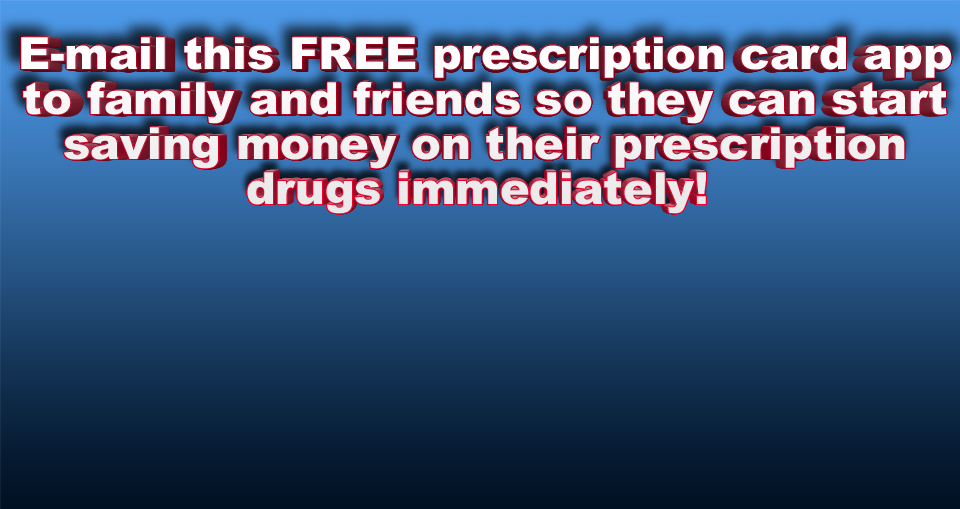 E-mail this FREE prescription card app
to family and friends so they can start
saving money on their prescription
drugs immediately!